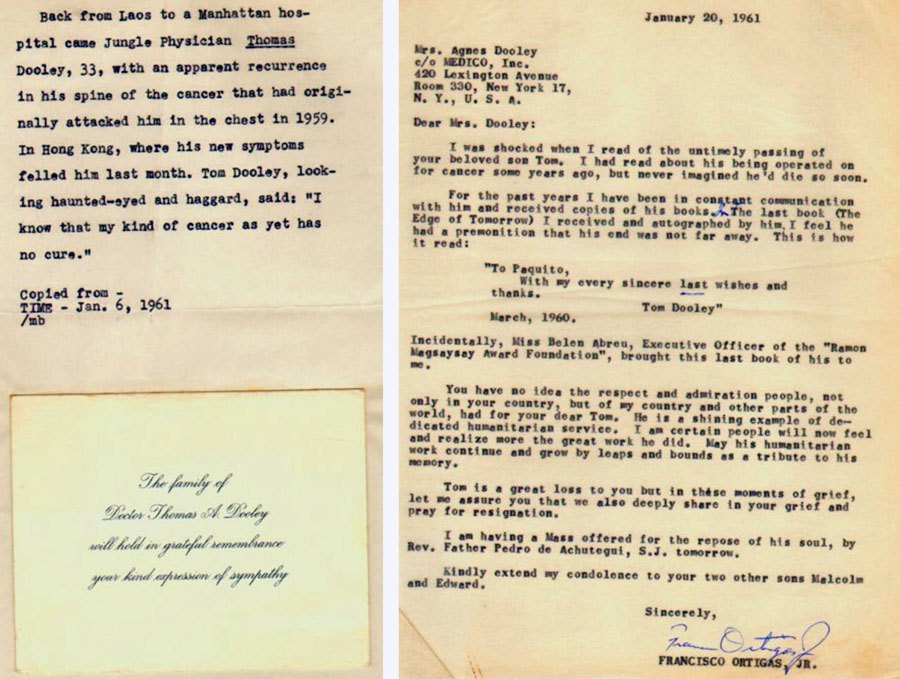 Back from Laos to a Manhattan hos-
pital came Jungle Physician Thomas
Dooley, 33, with an apparent recurrence
in his spine of the cancer that had origi-
nally attacked him in the chest in 1959.
In Hong Kong, where his new symptoms
felled him last month. Tom Dooley, look-
ing haunted-eyed and haggard, said: "I
know that my kind of cancer as yet has
no cure."
Copied from -
TIME - Jan. 6, 1961
/mb
The family of
Doctor Thomas A. Dooley
will hold in grateful remembrance
your kind expression of sympathy
January 20, 1961
Mrs. Agnes Dooley
c/o MEDICO, Inc.
420 Lexington Avenue
Room 330, New York 17,
N. Y., U. S. A.
Dear Mrs. Dooley:
I was shocked when I read of the untimely passing of
your beloved son Tom. I had read about his being operated on
for cancer some years ago, but never imagined he'd die so soon.
For the past years I have been in constant communication
with him and received copies of his books. In The last book (The
Edge of Tomorrow) I received and autographed by him, I feel he
had a premonition that his end was not far away. This is how
it read:
"To Paquito,
With my every sincere last wishes and
thanks.
Tom Dooley"
March, 1960.
Incidentally, Miss Belen Abreu, Executive Officer of the "Ramon
Magsaysay Award Foundation", brought this last book of his to
me.
You have no idea the respect and admiration people, not
only in your country, but of my country and other parts of the
world, had for your dear Tom. He is a shining example of de-
dicated humanitarian service. I am certain people will now feel
and realize more the great work he did. May his humanitarian
work continue and grow by leaps and bounds as a tribute to his
memory.
Tom is a great loss to you but in these moments of grief,
let me assure you that we also deeply share in your grief and
pray for resignation.
I am having a Mass offered for the repose of his soul, by
Rev. Father Pedro de Achutegui, S.J. tomorrow.
Kindly extend my condolence to your two other sons Malcolm
and Edward.
Sincerely,
Francisco Ortigas Jr
FRANCISCO ORTIGAS, JR.